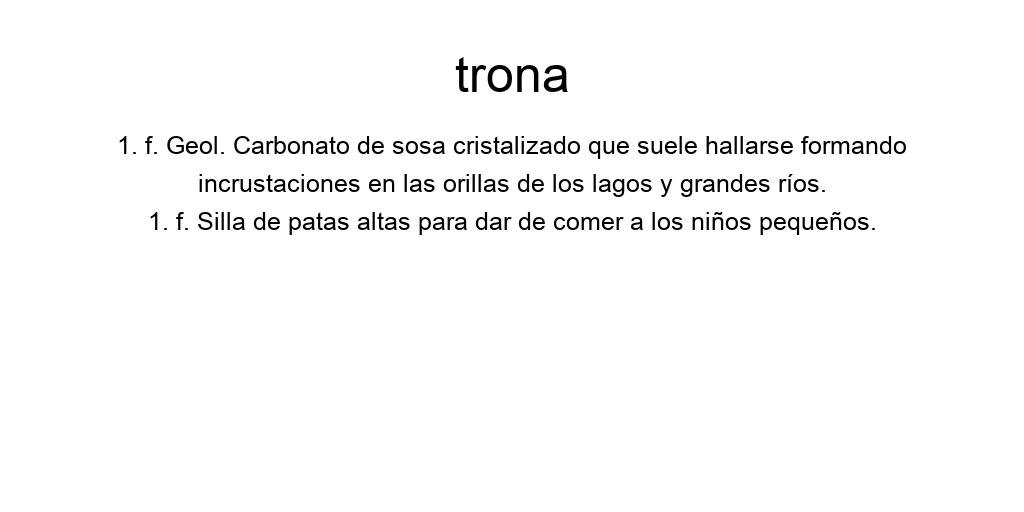 trona
1. f. Geol. Carbonato de sosa cristalizado que suele hallarse formando
incrustaciones en las orillas de los lagos y grandes ríos.
1. f. Silla de patas altas para dar de comer a los niños pequeños.